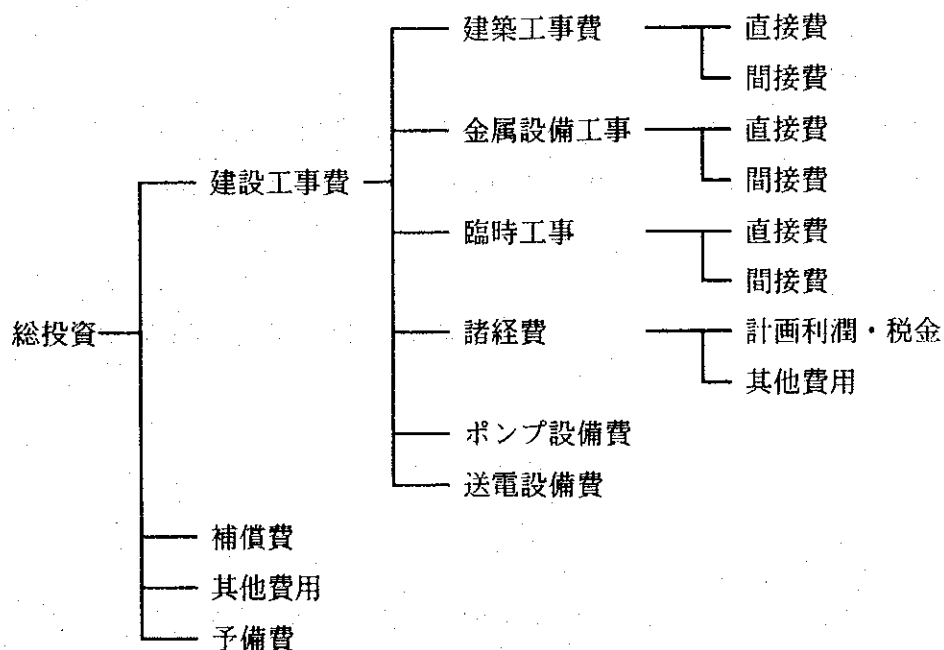 建築工事費 直接費
間接費
金属設備工事 直接費
間接費
建設工事費
臨時工事 直接費
間接費
総投資 諸経費 計画利潤・税金
其他費用
ポンプ設備費
送電設備費
補償費
其他費用
予備費